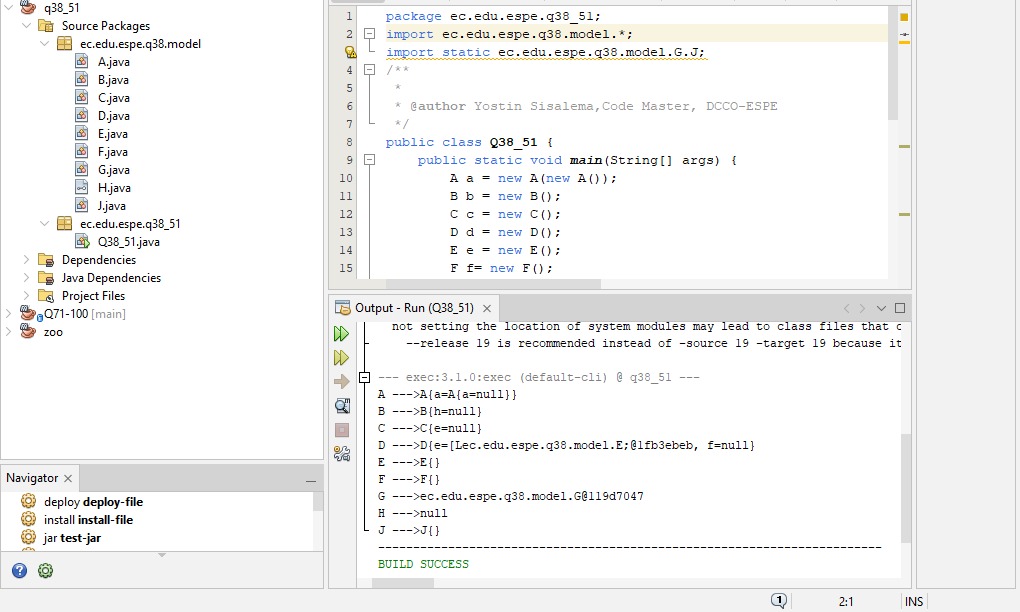 q38_51
Source Packages
ec.edu.espe.q38.model
A.java
B.java
C.java
D.java
E.java
F.java
G.java
H.java
J.java
ec.edu.espe.q38_51
Q38_51.java
Dependencies
Java Dependencies
Project Files
Q71-100 [main]
zoo
Navigator
deploy deploy-file
install install-file
jar test-jar
1 package ec.edu.espe.q38_51;
2 import ec.edu.espe.q38.model.*;
import static ec.edu.espe.q38.model.G.J;
4 /**
5 *
6 * @author Yostin Sisalema,Code Master, DCCO-ESPE
7 */
8 public class Q38_51 {
9 public static void main(String[] args) {
10 A a = new A(new A());
11 B b = new B();
12 C c = new C();
13 D d = new D();
14 E e = new E();
15 F f= new F();
Output - Run (Q38_51)
not setting the location of system modules may lead to class files that c
--release 19 is recommended instead of -source 19 -target 19 because it
--- exec:3.1.0:exec (default-cli) @ q38_51 ---
A --->A{a=A{a=null}}
B --->B{h=null}
C --->C{e=null}
D --->D{e=[Lec.edu.espe.q38.model.E;@1fb3ebeb, f=null}
E --->E{}
F --->F{}
G --->ec.edu.espe.q38.model.G@119d7047
H --->null
J --->J{}
------------------------------------------------------------------------
BUILD SUCCESS
1
2:1
INS